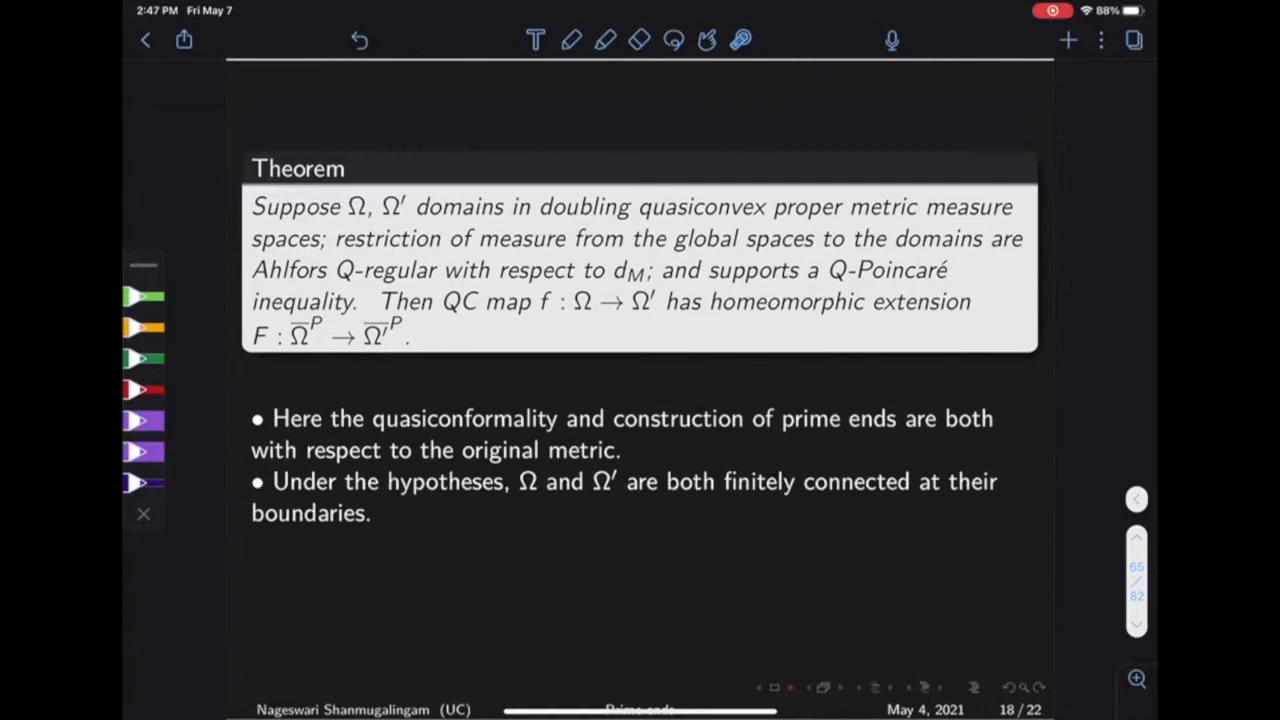 2:47 PM Fri May 7
88%
Theorem
Suppose Ω, Ω′ domains in doubling quasiconvex proper metric measure
spaces; restriction of measure from the global spaces to the domains are
Ahlfors Q-regular with respect to d_M; and supports a Q-Poincaré
inequality. Then QC map f : Ω → Ω′ has homeomorphic extension
F : Ω̅^P → Ω̅′^P.
• Here the quasiconformality and construction of prime ends are both
with respect to the original metric.
• Under the hypotheses, Ω and Ω′ are both finitely connected at their
boundaries.
65
/
82
Nageswari Shanmugalingam (UC) Prime ends May 4, 2021 18 / 22